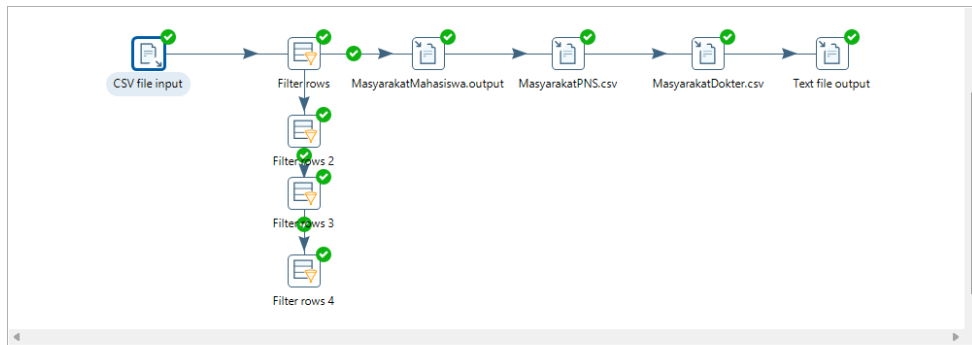 CSV file input
Filter rows
MasyarakatMahasiswa.output
MasyarakatPNS.csv
MasyarakatDokter.csv
Text file output
Filter rows 2
Filter rows 3
Filter rows 4